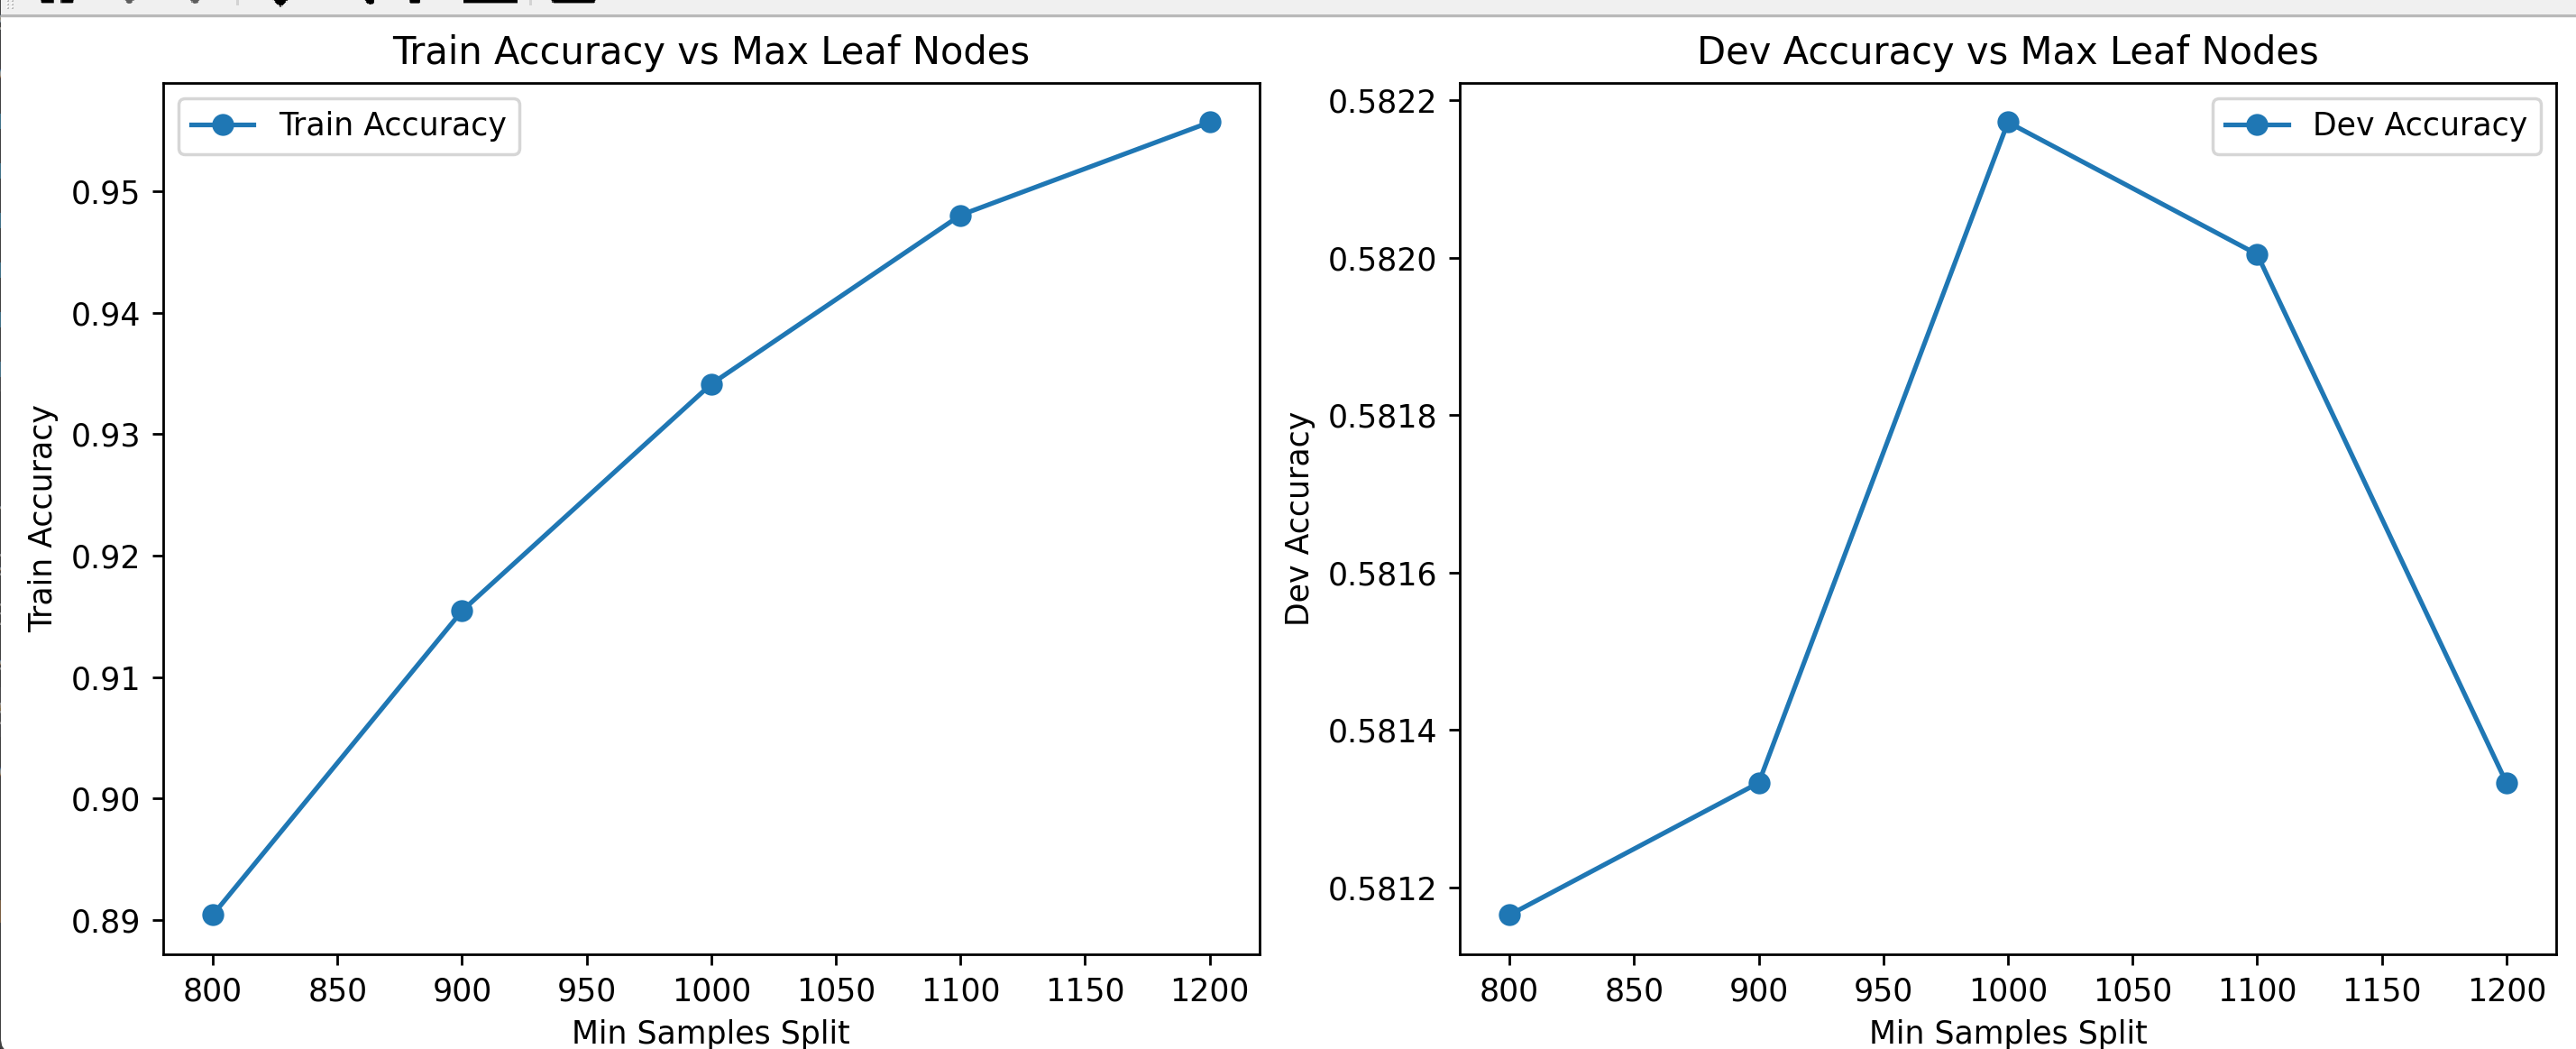 Train Accuracy vs Max Leaf Nodes
Train Accuracy
0.95
0.94
0.93
0.92
0.91
0.90
0.89
Train Accuracy
800 850 900 950 1000 1050 1100 1150 1200
Min Samples Split
Dev Accuracy vs Max Leaf Nodes
Dev Accuracy
0.5822
0.5820
0.5818
0.5816
0.5814
0.5812
Dev Accuracy
800 850 900 950 1000 1050 1100 1150 1200
Min Samples Split